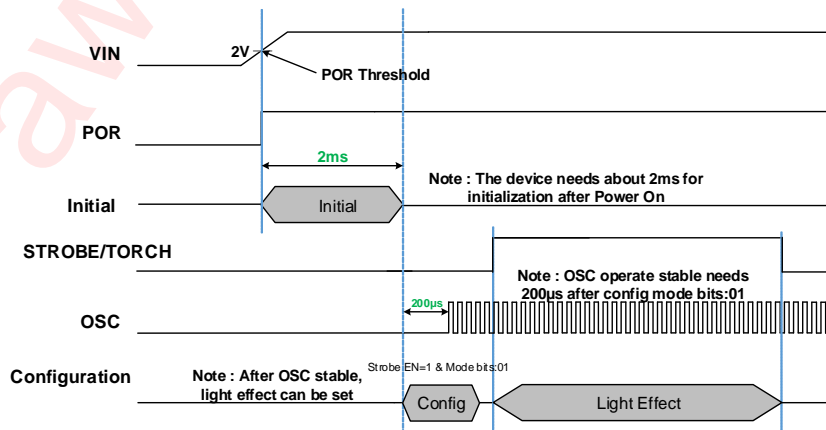 aw
VIN
2V
POR Threshold
POR
2ms
Note : The device needs about 2ms for
initialization after Power On
Initial
Initial
STROBE/TORCH
Note : OSC operate stable needs
200μs after config mode bits:01
200μs
OSC
Strobe EN=1 & Mode bits:01
Configuration
Note : After OSC stable,
light effect can be set
Config
Light Effect